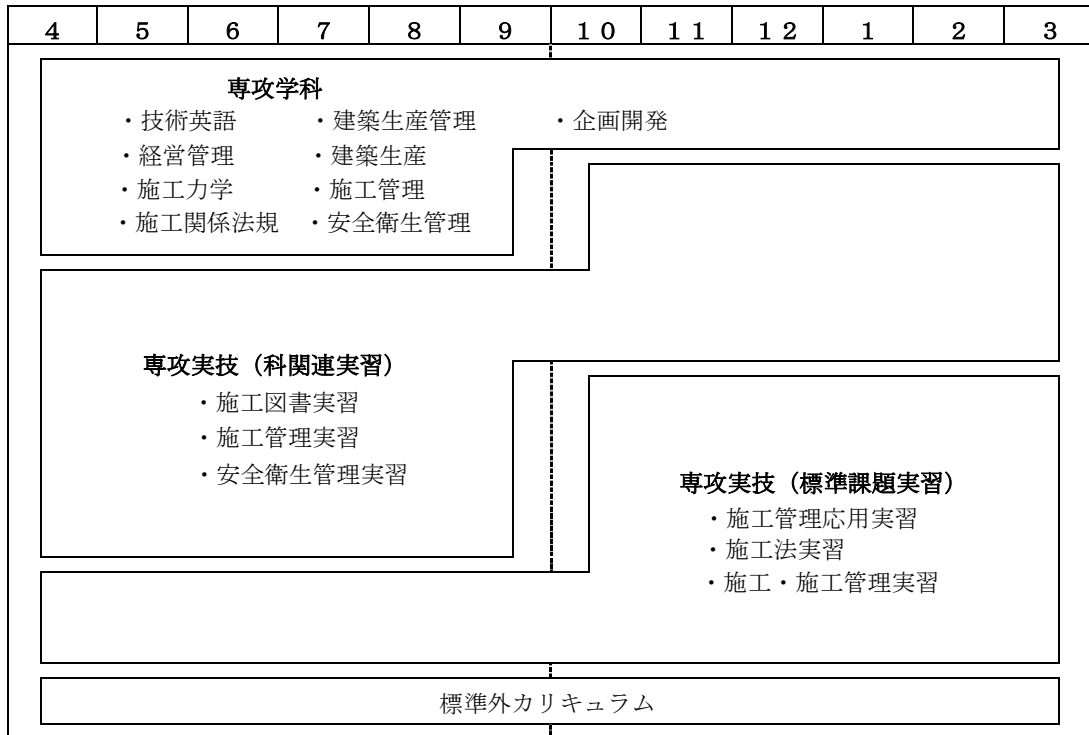 4 5 6 7 8 9 10 11 12 1 2 3
専攻学科
・技術英語 ・建築生産管理 ・企画開発
・経営管理 ・建築生産
・施工力学 ・施工管理
・施工関係法規 ・安全衛生管理
専攻実技（科関連実習）
・施工図書実習
・施工管理実習
・安全衛生管理実習
専攻実技（標準課題実習）
・施工管理応用実習
・施工法実習
・施工・施工管理実習
標準外カリキュラム